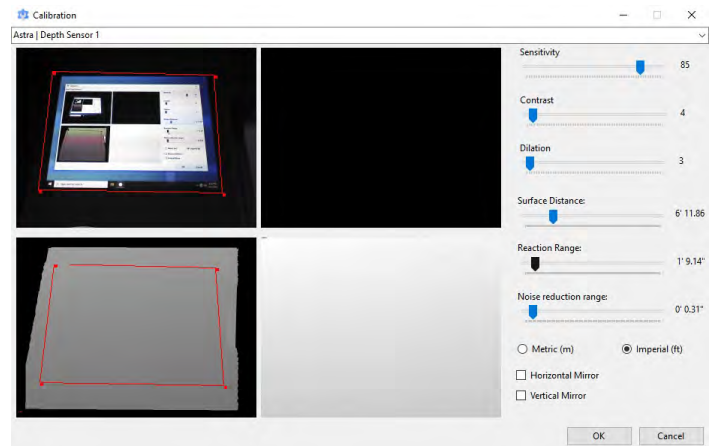 Calibration
Astra | Depth Sensor 1
Sensitivity
85
Contrast
4
Dilation
3
Surface Distance:
6' 11.86
Reaction Range:
1' 9.14"
Noise reduction range:
0' 0.31"
Metric (m)
Imperial (ft)
Horizontal Mirror
Vertical Mirror
OK
Cancel